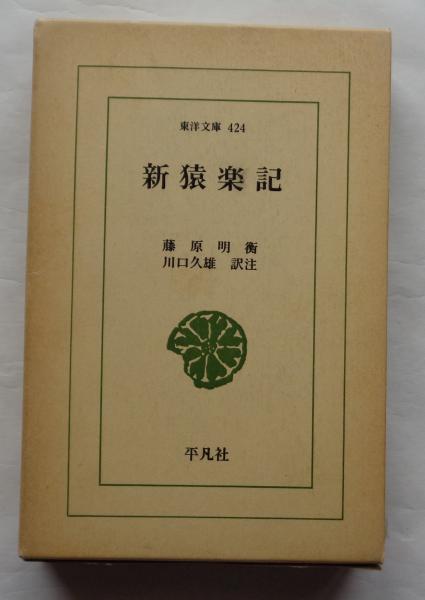 東洋文庫 424
新猿楽記
藤原明衡
川口久雄 訳注
平凡社